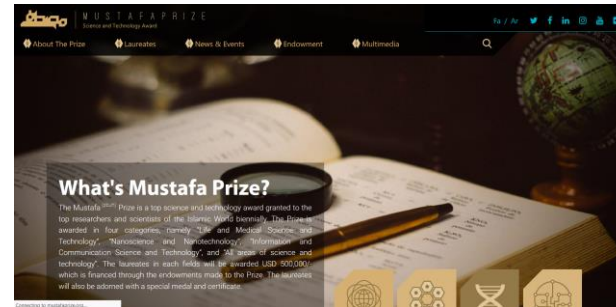 MUSTAFAPRIZE
Science and Technology Award
Fa / Ar
About The Prize
Laureates
News & Events
Endowment
Multimedia
What's Mustafa Prize?
The Mustafa Prize is a top science and technology award granted to the
top researchers and scientists of the Islamic World biennially. The Prize is
awarded in four categories, namely "Life and Medical Science and
Technology", "Nanoscience and Nanotechnology", "Information and
Communication Science and Technology", and "All areas of science and
technology". The laureates in each fields will be awarded USD 500,000/-
which is financed through the endowments made to the Prize. The laureates
will also be adorned with a special medal and certificate.